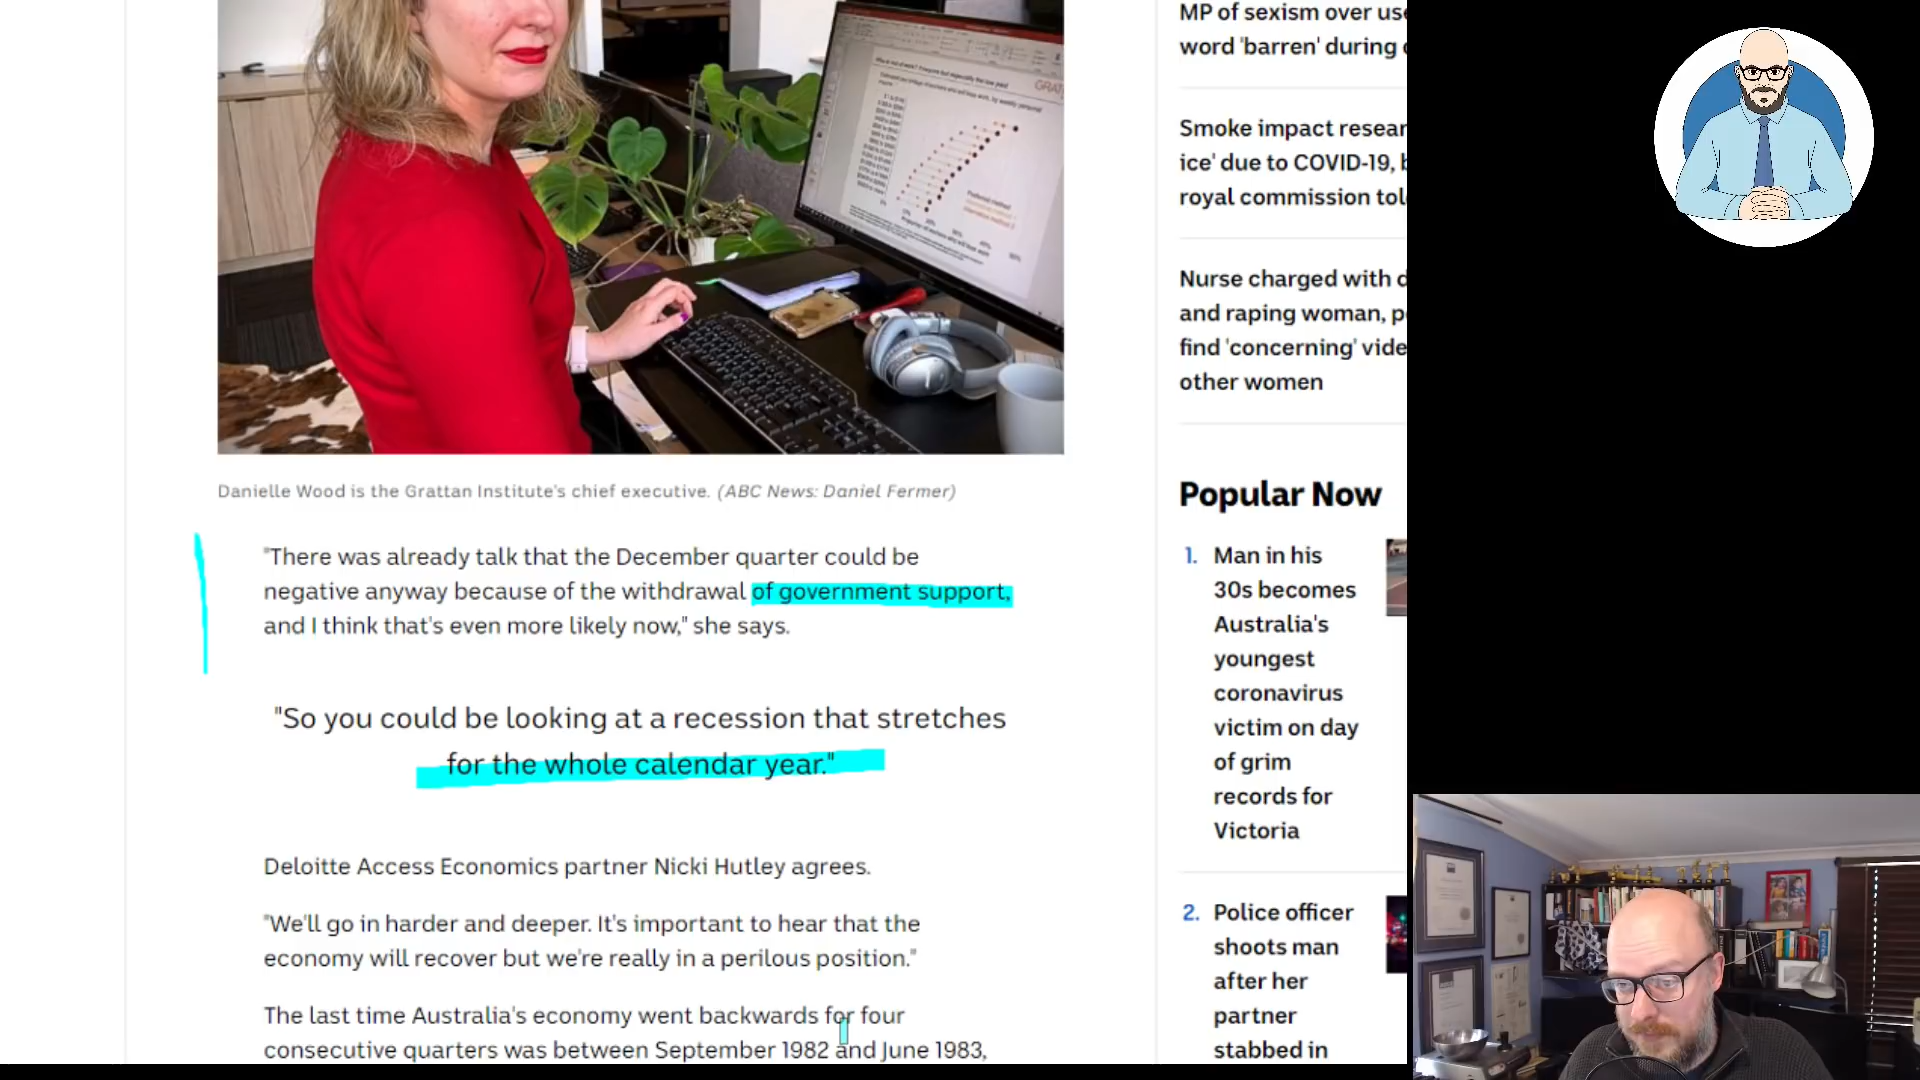 Danielle Wood is the Grattan Institute's chief executive. (ABC News: Daniel Fermer)
"There was already talk that the December quarter could be
negative anyway because of the withdrawal of government support,
and I think that's even more likely now," she says.
"So you could be looking at a recession that stretches
for the whole calendar year."
Deloitte Access Economics partner Nicki Hutley agrees.
"We'll go in harder and deeper. It's important to hear that the
economy will recover but we're really in a perilous position."
The last time Australia's economy went backwards for four
consecutive quarters was between September 1982 and June 1983,
MP of sexism over
word 'barren' during
Smoke impact
ice' due to COVID-19,
royal commission
Nurse charged with
and raping woman,
find 'concerning'
other women
Popular Now
1. Man in his
30s becomes
Australia's
youngest
coronavirus
victim on day
of grim
records for
Victoria
2. Police officer
shoots man
after her
partner
stabbed in